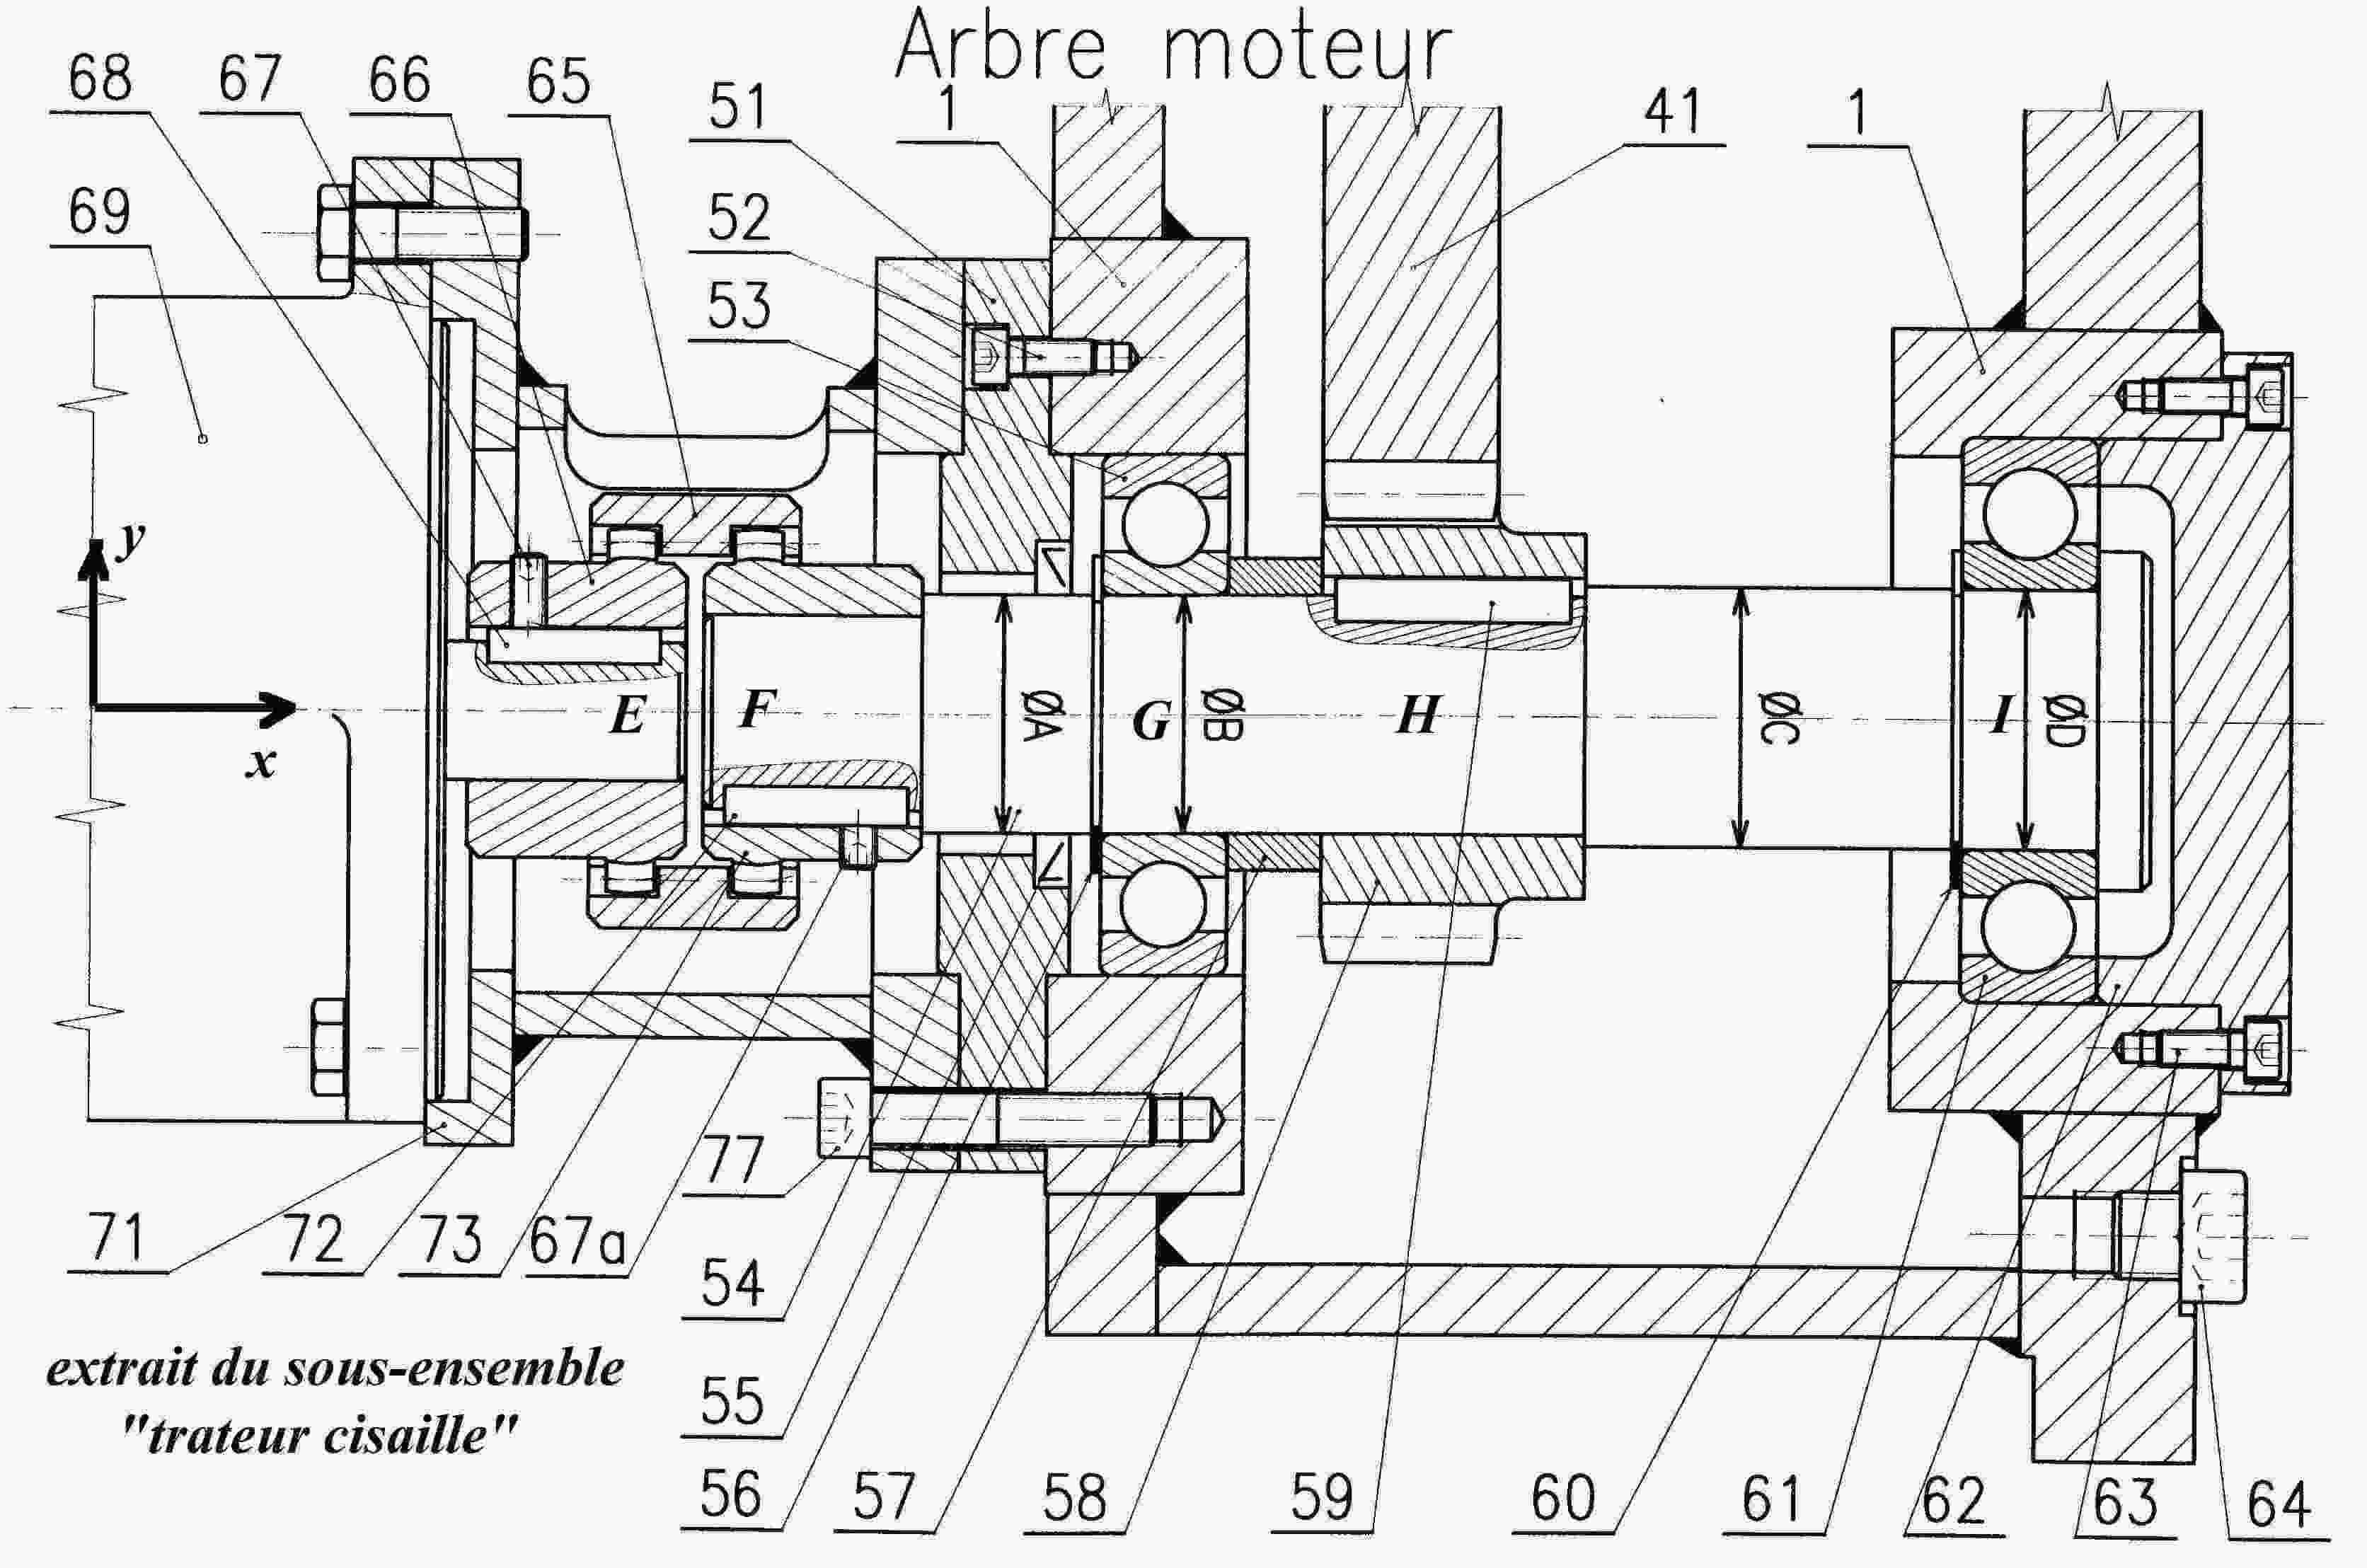 Arbre moteur
68
67
66
65
51
1
41
1
69
52
53
y
x
E
F
ØA
G
ØB
H
ØC
I
ØD
71
72
73
67a
77
54
55
56
57
58
59
60
61
62
63
64
extrait du sous-ensemble
"trateur cisaille"